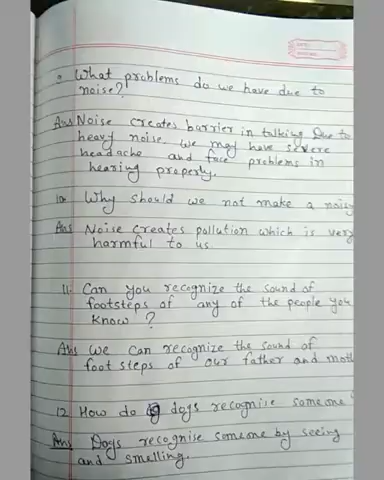 What problems do we have due to
noise?
Ans Noise creates barrier in talking Due to
heavy noise we may have severe
headache and face problems in
hearing properly.
10 Why should we not make a noisy
Ans Noise creates pollution which is very
harmful to us.
11. Can you recognize the sound of
footsteps of any of the people you
know ?
Ans We can recognize the sound of
foot steps of our father and moth
12 How do dogs recognise someone
Ans Dogs recognise someone by seeing
and smelling.